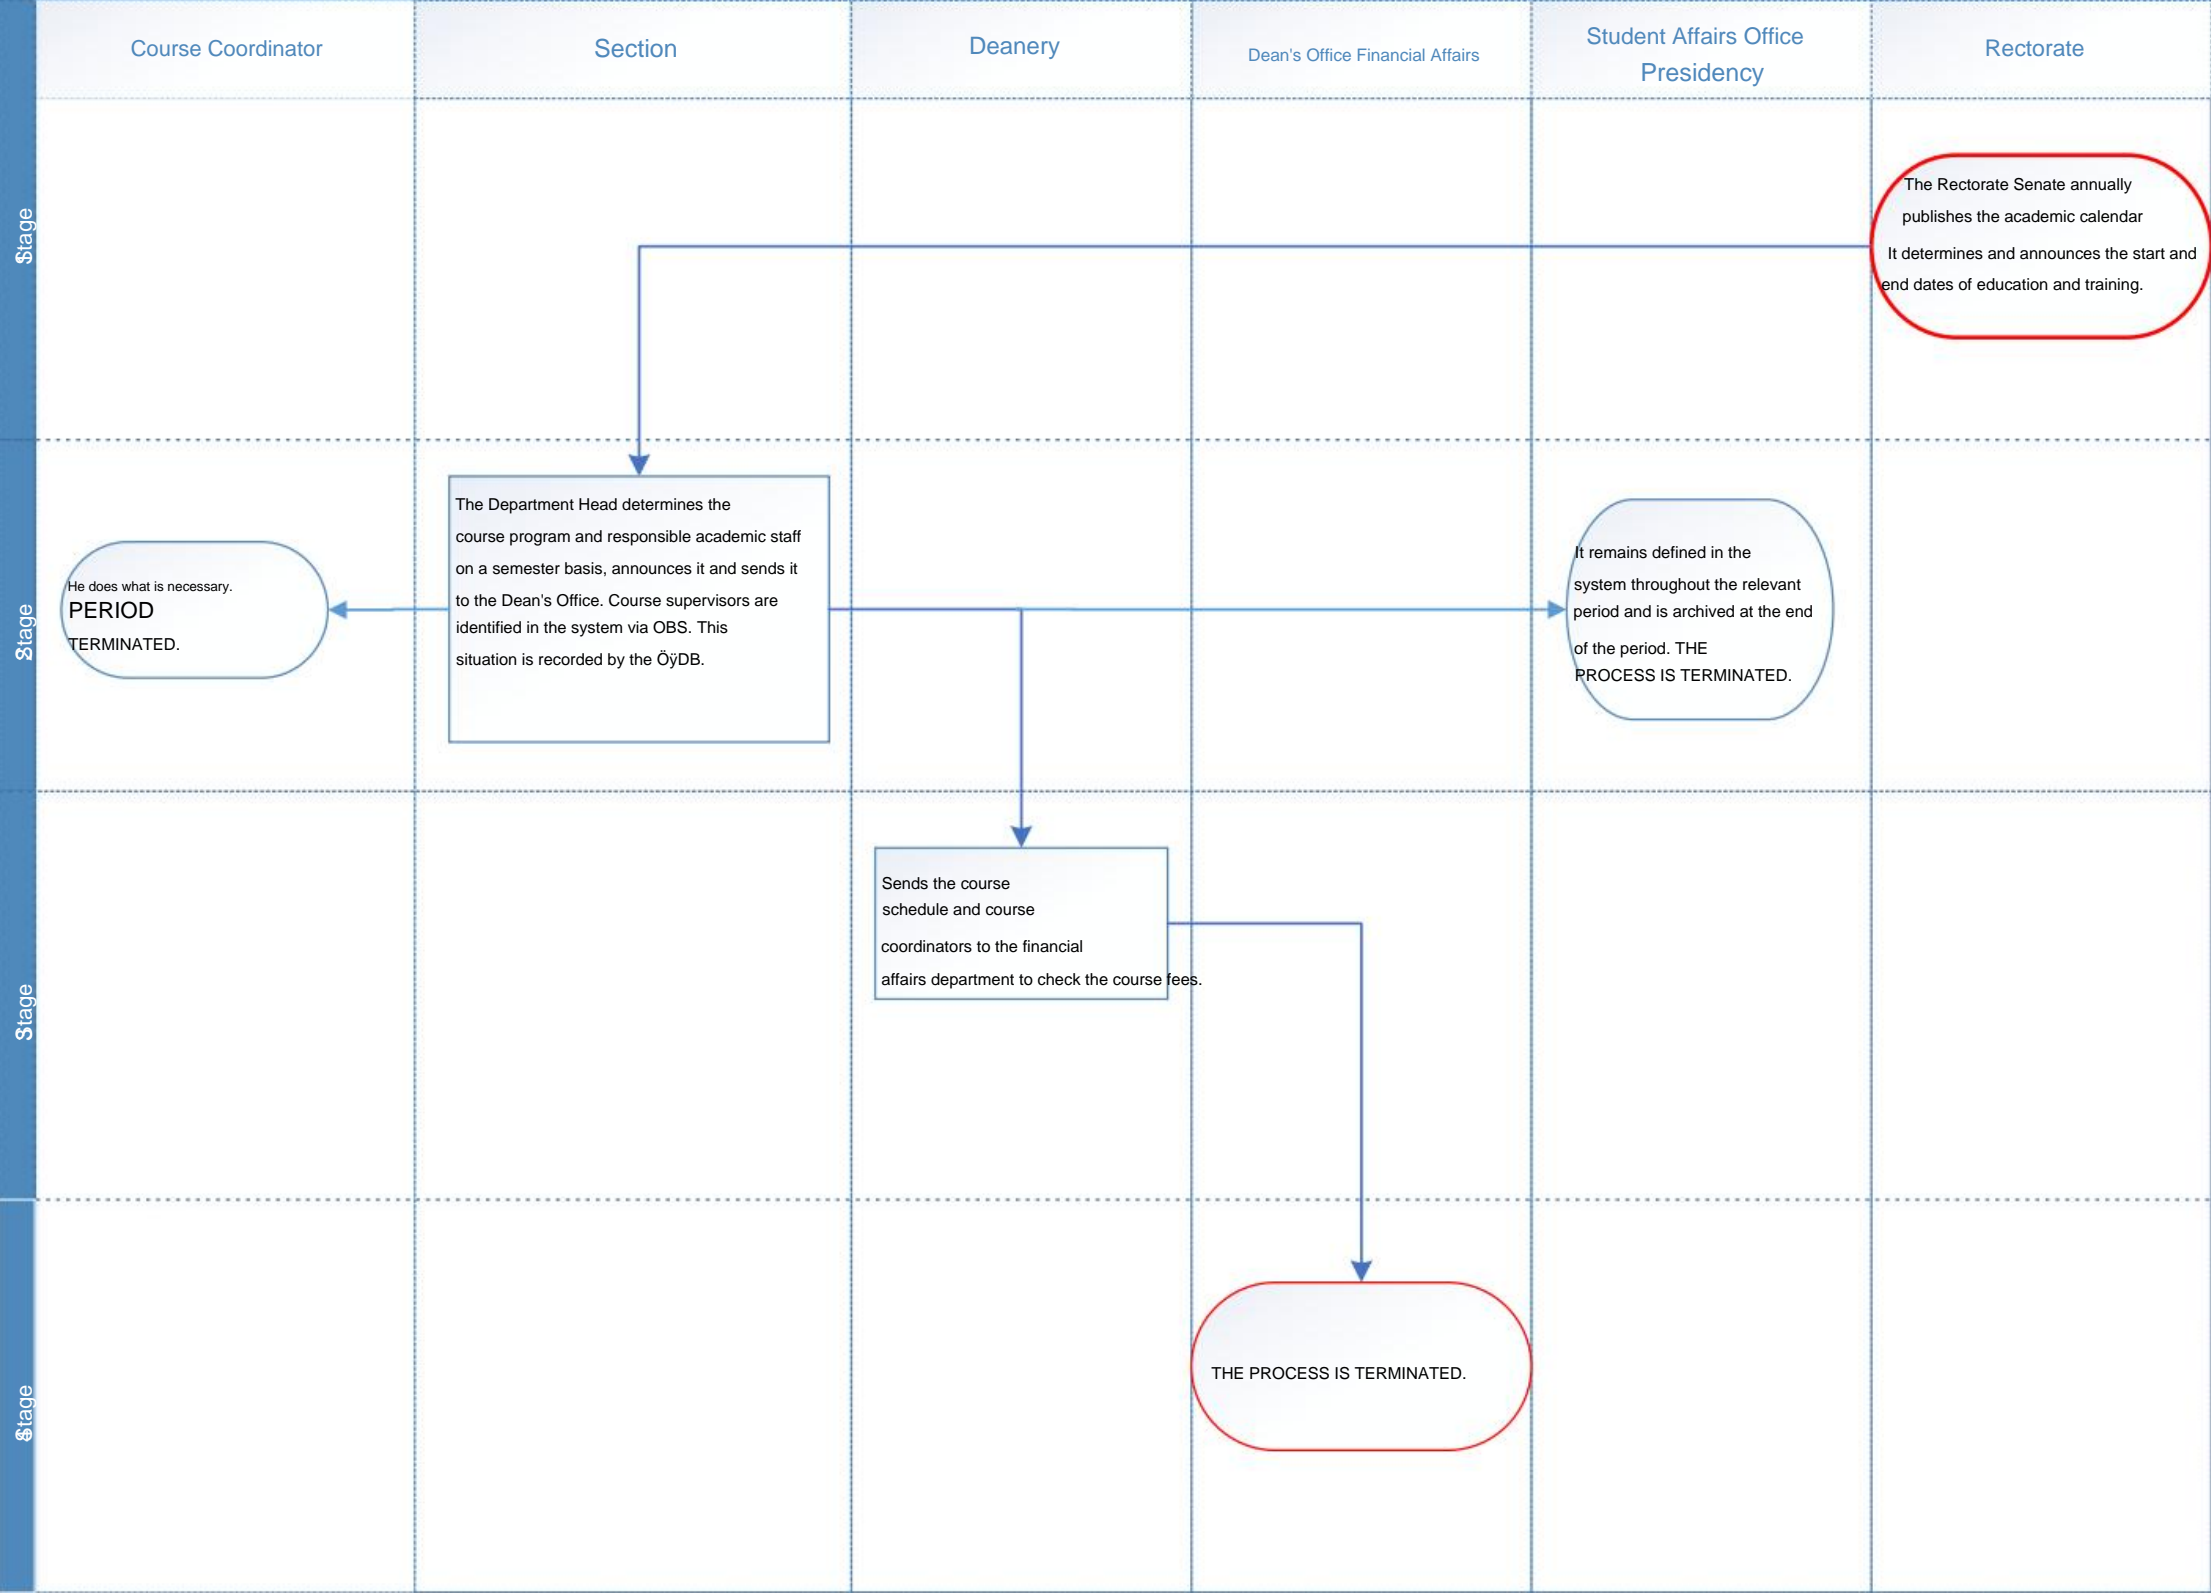 Course Coordinator
Section
Deanery
Dean's Office Financial Affairs
Student Affairs Office
Presidency
Rectorate
Stage
The Rectorate Senate annually
publishes the academic calendar
It determines and announces the start and
end dates of education and training.
Stage
He does what is necessary.
PERIOD
TERMINATED.
The Department Head determines the
course program and responsible academic staff
on a semester basis, announces it and sends it
to the Dean's Office. Course supervisors are
identified in the system via OBS. This
situation is recorded by the ÖÿDB.
It remains defined in the
system throughout the relevant
period and is archived at the end
of the period. THE
PROCESS IS TERMINATED.
Stage
Sends the course
schedule and course
coordinators to the financial
affairs department to check the course fees.
Stage
THE PROCESS IS TERMINATED.